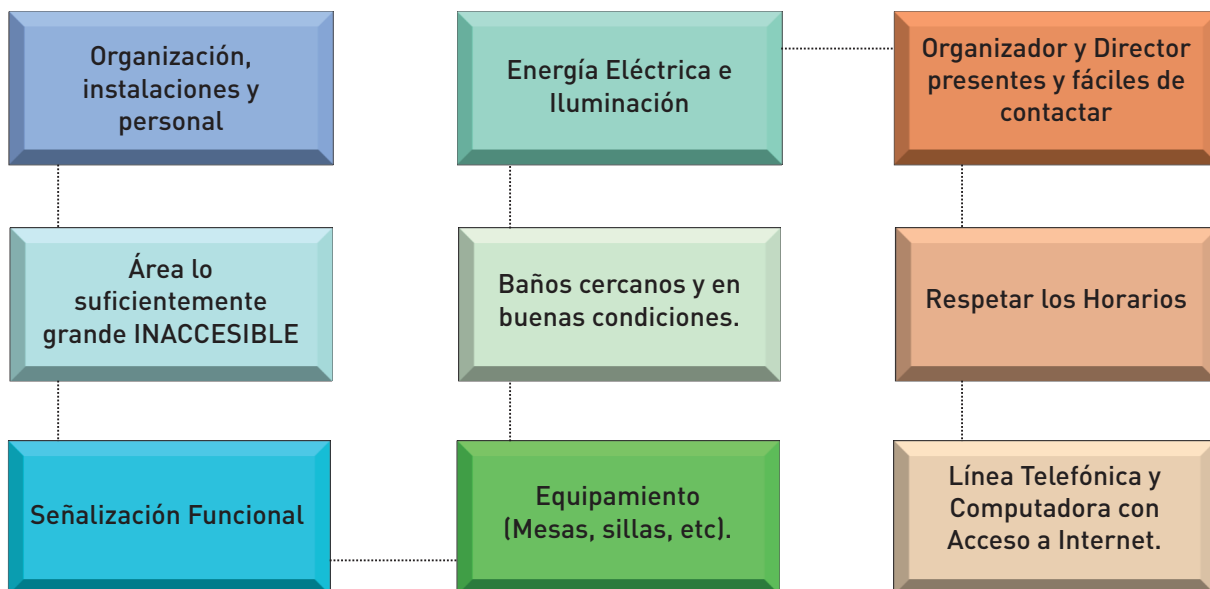 Organización,
instalaciones y
personal
Área lo
suficientemente
grande INACCESIBLE
Señalización Funcional
Equipamiento
(Mesas, sillas, etc).
Baños cercanos y en
buenas condiciones.
Energía Eléctrica e
Iluminación
Organizador y Director
presentes y fáciles de
contactar
Respetar los Horarios
Línea Telefónica y
Computadora con
Acceso a Internet.